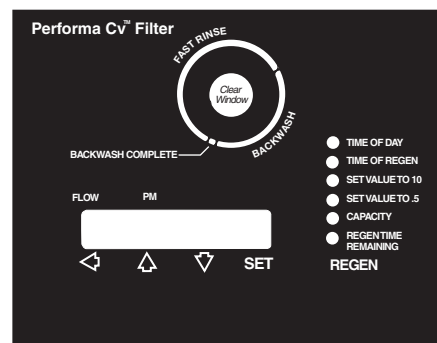 Performa Cv™ Filter
FAST RINSE
Clear
Window
BACKWASH
BACKWASH COMPLETE
TIME OF DAY
TIME OF REGEN
SET VALUE TO 10
SET VALUE TO .5
CAPACITY
REGEN TIME
REMAINING
FLOW PM
SET REGEN